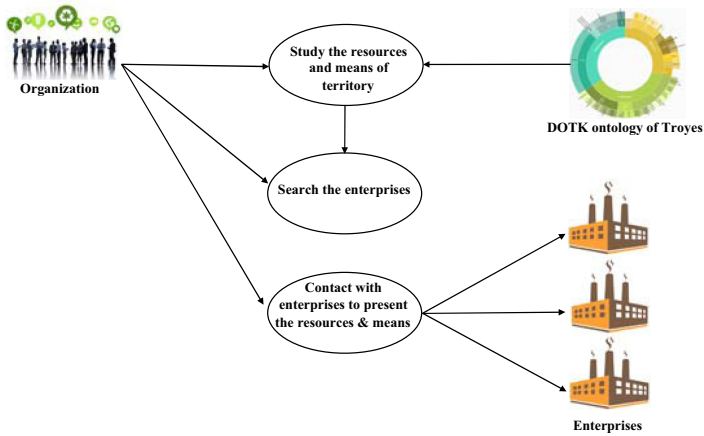 Organization
Study the resources
and means of
territory
DOTK ontology of Troyes
Search the enterprises
Contact with
enterprises to present
the resources & means
Enterprises